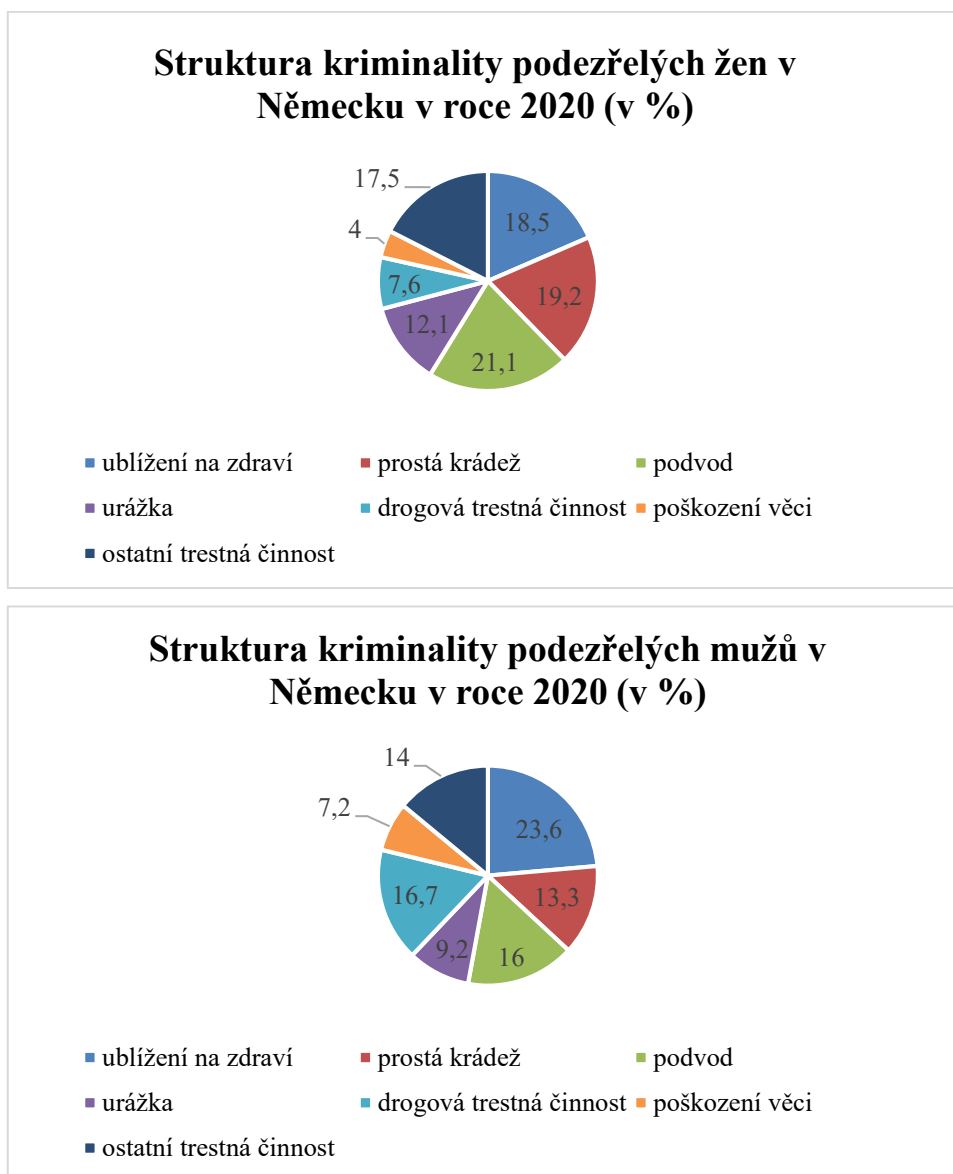 Struktura kriminality podezřelých žen v
Německu v roce 2020 (v %)
17,5
18,5
4
7,6
19,2
12,1
21,1
ublížení na zdraví prostá krádež podvod
urážka drogová trestná činnost poškození věci
ostatní trestná činnost
Struktura kriminality podezřelých mužů v
Německu v roce 2020 (v %)
14
7,2
23,6
16,7
13,3
9,2
16
ublížení na zdraví prostá krádež podvod
urážka drogová trestná činnost poškození věci
ostatní trestná činnost